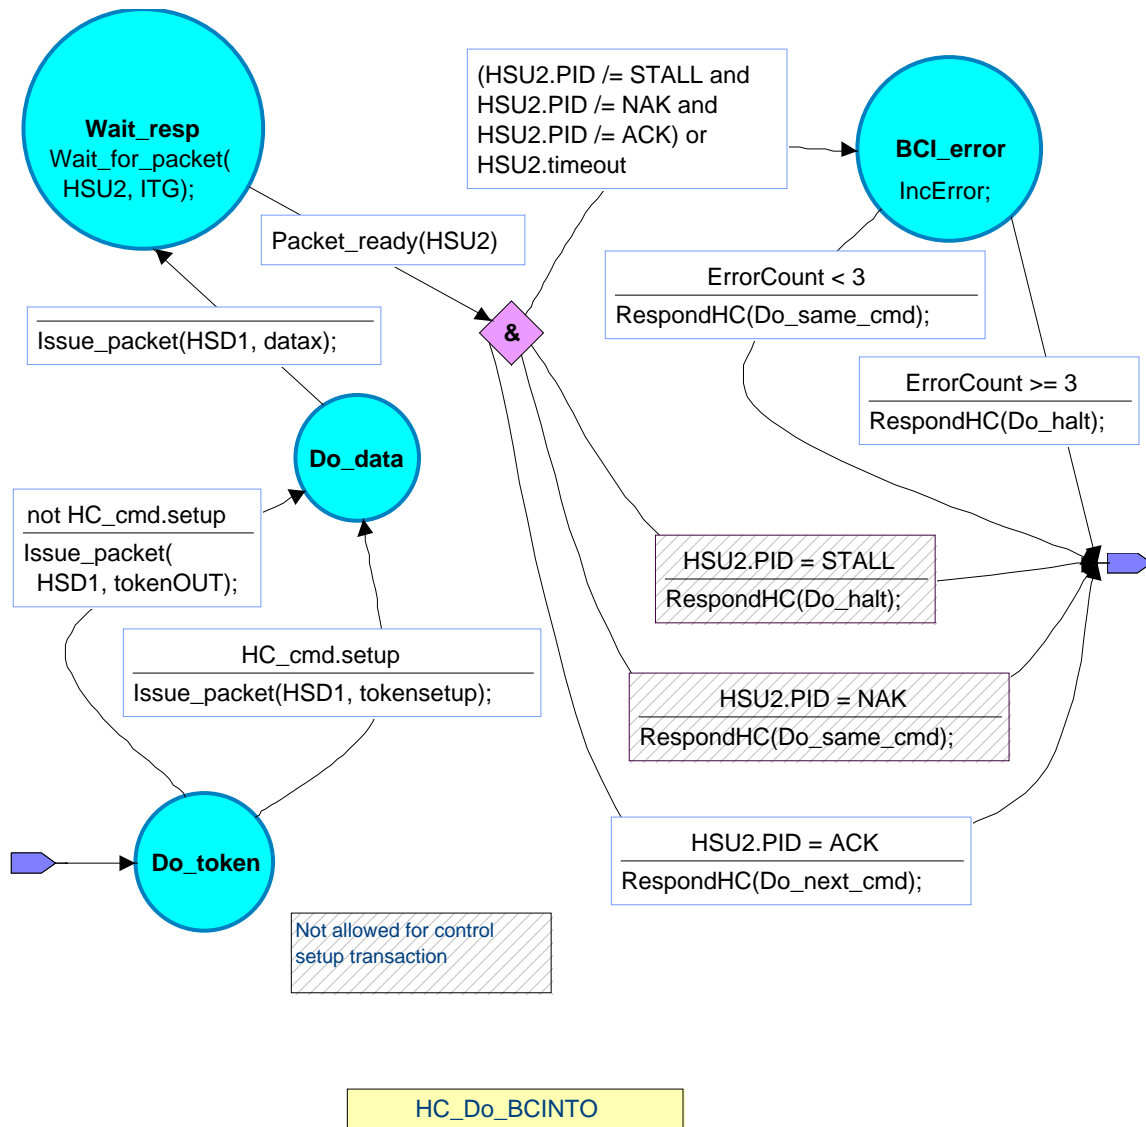 Wait_resp
Wait_for_packet(
HSU2, ITG);
Packet_ready(HSU2)
(HSU2.PID /= STALL and
HSU2.PID /= NAK and
HSU2.PID /= ACK) or
HSU2.timeout
BCI_error
IncError;
ErrorCount < 3
RespondHC(Do_same_cmd);
ErrorCount >= 3
RespondHC(Do_halt);
&
Issue_packet(HSD1, datax);
Do_data
not HC_cmd.setup
Issue_packet(
HSD1, tokenOUT);
HC_cmd.setup
Issue_packet(HSD1, tokensetup);
HSU2.PID = STALL
RespondHC(Do_halt);
HSU2.PID = NAK
RespondHC(Do_same_cmd);
HSU2.PID = ACK
RespondHC(Do_next_cmd);
Do_token
Not allowed for control
setup transaction
HC_Do_BCINTO